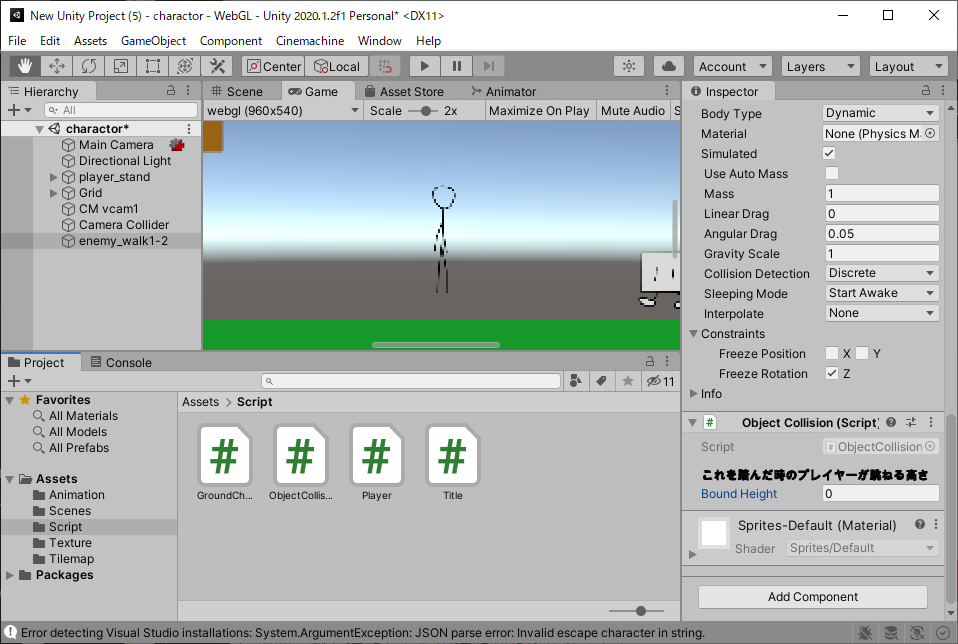 New Unity Project (5) - charactor - WebGL - Unity 2020.1.2f1 Personal* <DX11>
File Edit Assets GameObject Component Cinemachine Window Help
Center Local Account Layers Layout
Hierarchy
All
charactor*
Main Camera
Directional Light
player_stand
Grid
CM vcam1
Camera Collider
enemy_walk1-2
Scene Game Asset Store Animator
webgl (960x540) Scale 2x Maximize On Play Mute Audio S
Inspector
Body Type Dynamic
Material None (Physics Ma
Simulated
Use Auto Mass
Mass 1
Linear Drag 0
Angular Drag 0.05
Gravity Scale 1
Collision Detection Discrete
Sleeping Mode Start Awake
Interpolate None
Constraints
Freeze Position X Y
Freeze Rotation Z
Info
# Object Collision (Script)
Script # ObjectCollision
これを踏んだ時のプレイヤーが跳ねる高さ
Bound Height 0
Sprites-Default (Material)
Shader Sprites/Default
Add Component
Project Console
11
Favorites
All Materials
All Models
All Prefabs
Assets
Animation
Scenes
Script
Texture
Tilemap
Packages
Assets > Script
# # # #
GroundCh... ObjectCollis... Player Title
Error detecting Visual Studio installations: System.ArgumentException: JSON parse error: Invalid escape character in string.